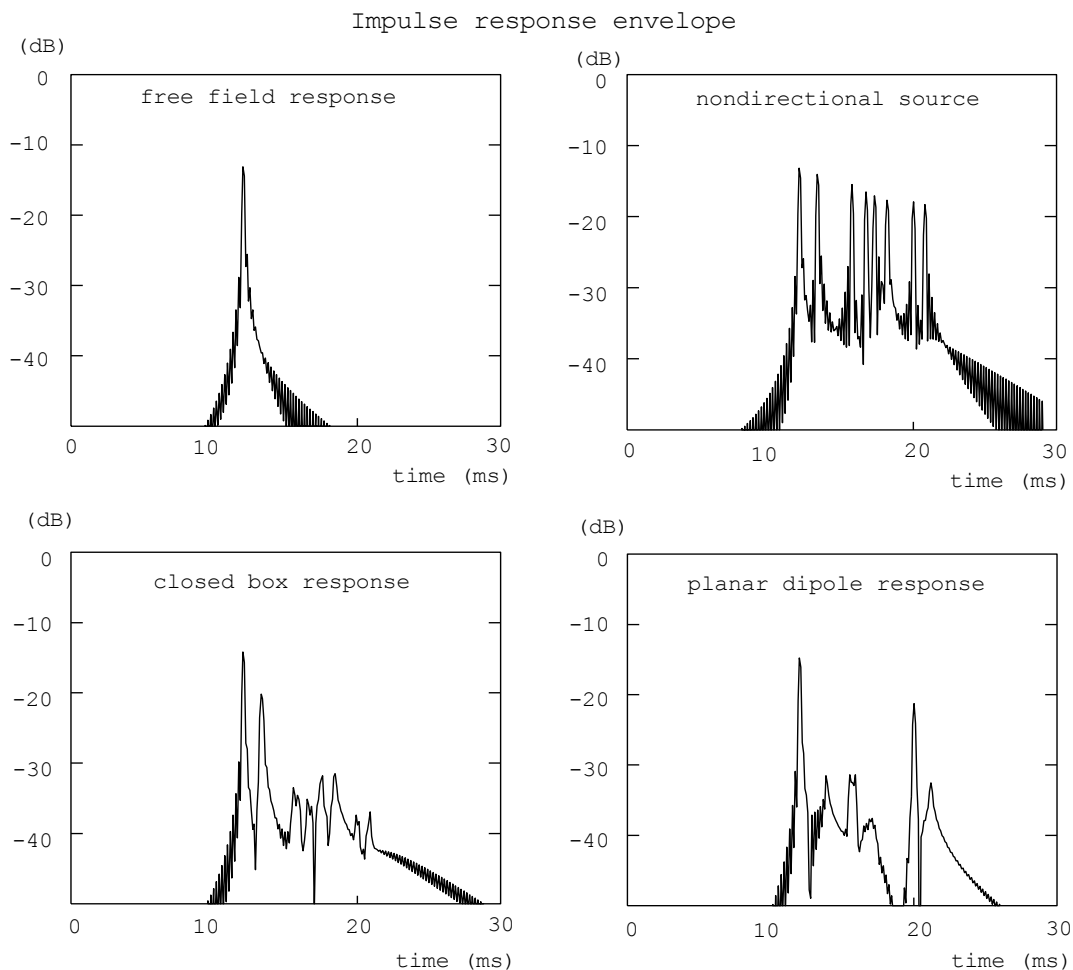 Impulse response envelope
(dB)
0
free field response
−10
−20
−30
−40
0
10
20
30
time (ms)
(dB)
0
nondirectional source
−10
−20
−30
−40
0
10
20
30
time (ms)
(dB)
0
closed box response
−10
−20
−30
−40
0
10
20
30
time (ms)
(dB)
0
planar dipole response
−10
−20
−30
−40
0
10
20
30
time (ms)